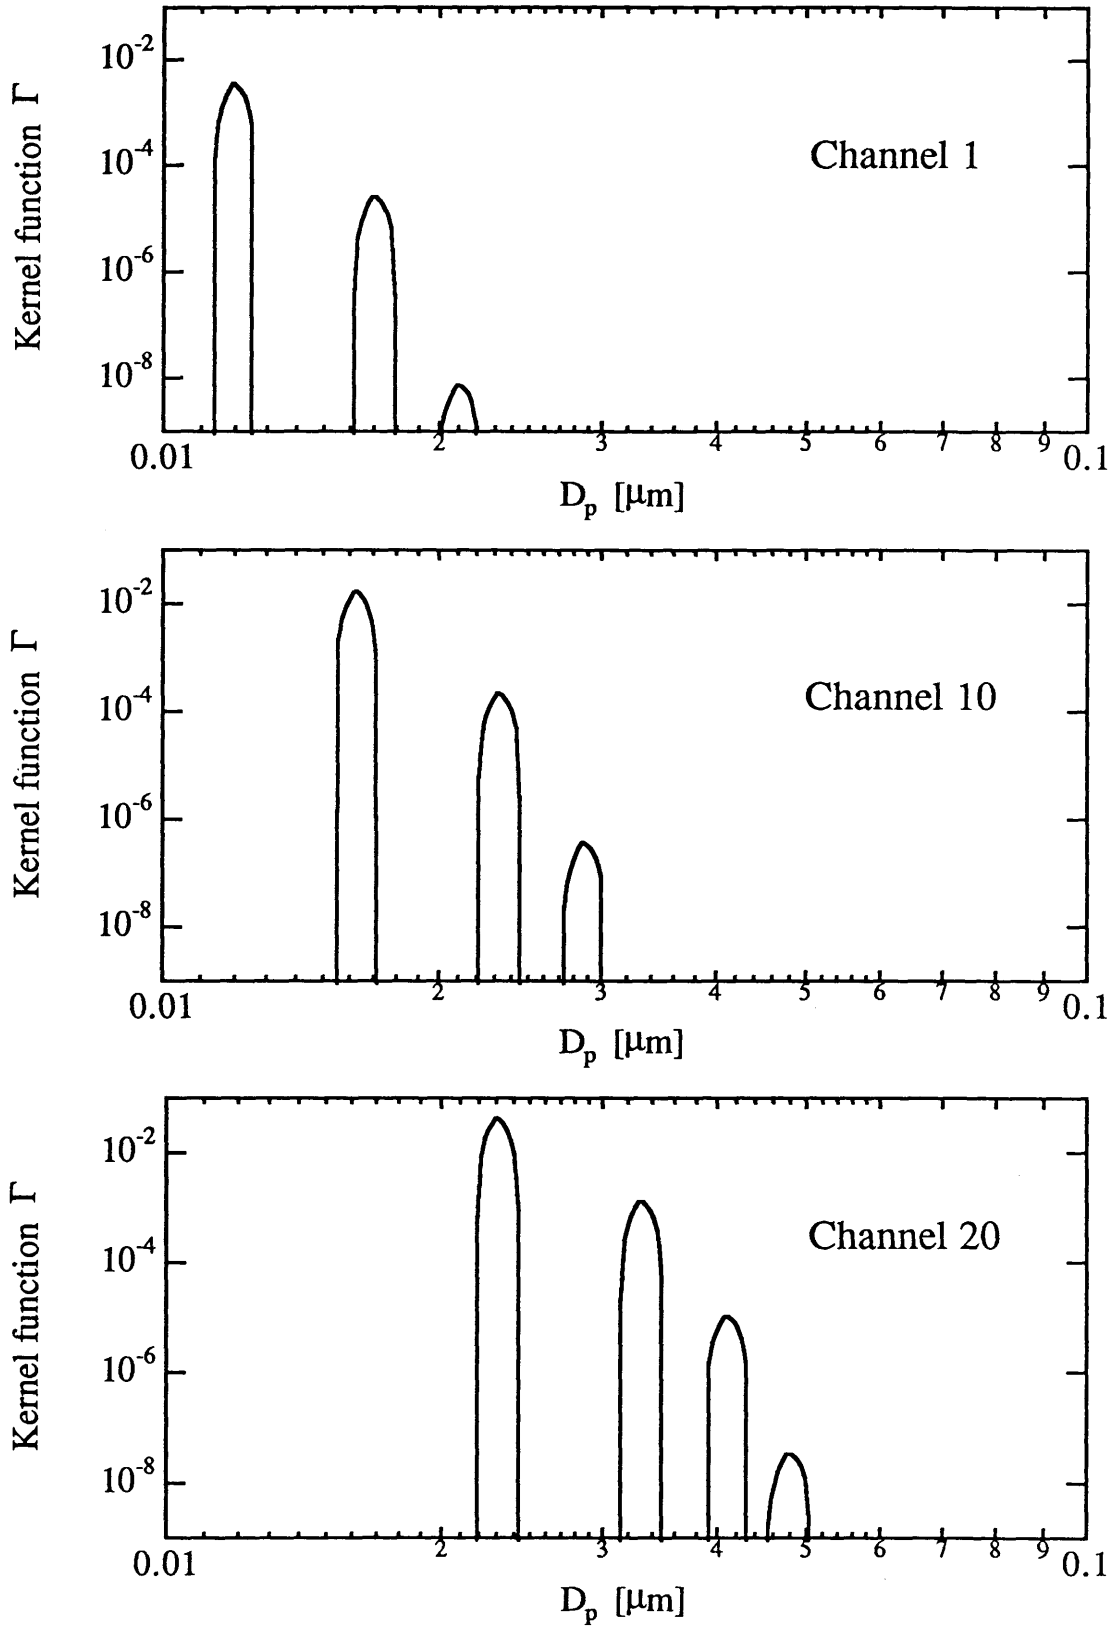 Kernel function Γ
10⁻²
10⁻⁴
10⁻⁶
10⁻⁸
Channel 1
0.01 2 3 4 5 6 7 8 9 0.1
Dₚ [μm]
Kernel function Γ
10⁻²
10⁻⁴
10⁻⁶
10⁻⁸
Channel 10
0.01 2 3 4 5 6 7 8 9 0.1
Dₚ [μm]
Kernel function Γ
10⁻²
10⁻⁴
10⁻⁶
10⁻⁸
Channel 20
0.01 2 3 4 5 6 7 8 9 0.1
Dₚ [μm]